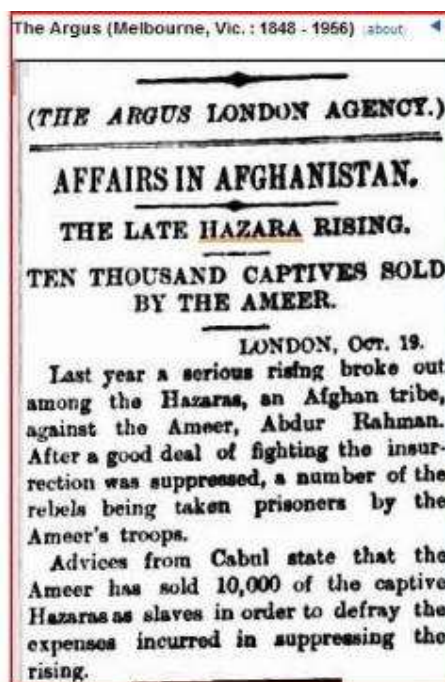 The Argus (Melbourne, Vic. : 1848 - 1956) about
(THE ARGUS LONDON AGENCY.)
AFFAIRS IN AFGHANISTAN.
THE LATE HAZARA RISING.
TEN THOUSAND CAPTIVES SOLD
BY THE AMEER.
LONDON, OCT. 19.
Last year a serious rising broke out
among the Hazaras, an Afghan tribe,
against the Ameer, Abdur Rahman.
After a good deal of fighting the insur-
rection was suppressed, a number of the
rebels being taken prisoners by the
Ameer's troops.
Advices from Cabul state that the
Ameer has sold 10,000 of the captive
Hazaras as slaves in order to defray the
expenses incurred in suppressing the
rising.